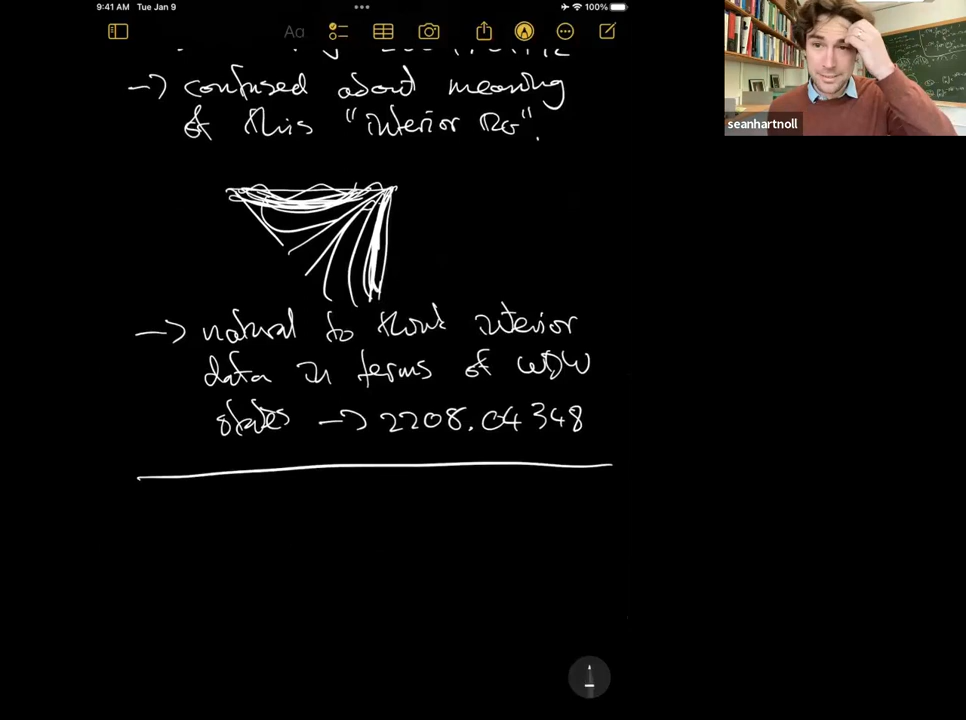 9:41 AM Tue Jan 9
100%
Aa
seanhartnoll
→ confused about meaning
of this "interior RG".
→ natural to think interior
data in terms of WDW
states → 2208.04348